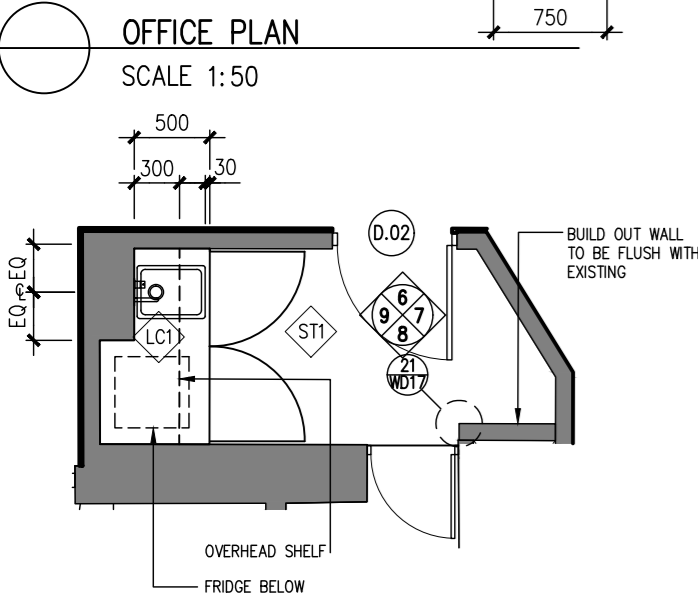 750
OFFICE PLAN
SCALE 1:50
500
300 30
D.02
BUILD OUT WALL
TO BE FLUSH WITH
EXISTING
EQ EQ
6
9 7
8
LC1
ST1
21
WD17
OVERHEAD SHELF
FRIDGE BELOW